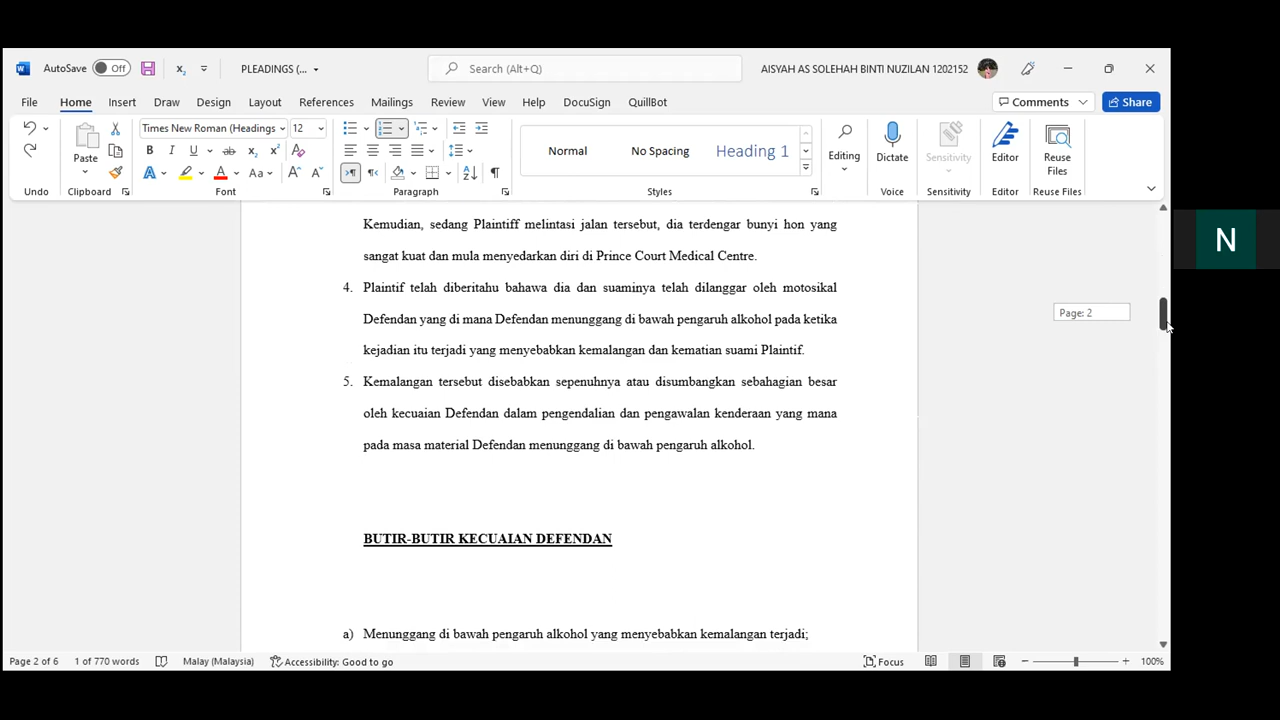 AutoSave Off PLEADINGS (... Search (Alt+Q) AISYAH AS SOLEHAH BINTI NUZILAN 1202152
File Home Insert Draw Design Layout References Mailings Review View Help DocuSign QuillBot Comments Share
Times New Roman (Headings 12
Paste
Normal No Spacing Heading 1
Editing Dictate Sensitivity Editor Reuse Files
Undo Clipboard Font Paragraph Styles Voice Sensitivity Editor Reuse Files
Kemudian, sedang Plaintiff melintasi jalan tersebut, dia terdengar bunyi hon yang
sangat kuat dan mula menyedarkan diri di Prince Court Medical Centre.
4. Plaintif telah diberitahu bahawa dia dan suaminya telah dilanggar oleh motosikal
Defendan yang di mana Defendan menunggang di bawah pengaruh alkohol pada ketika
kejadian itu terjadi yang menyebabkan kemalangan dan kematian suami Plaintif.
5. Kemalangan tersebut disebabkan sepenuhnya atau disumbangkan sebahagian besar
oleh kecuaian Defendan dalam pengendalian dan pengawalan kenderaan yang mana
pada masa material Defendan menunggang di bawah pengaruh alkohol.
BUTIR-BUTIR KECUAIAN DEFENDAN
a) Menunggang di bawah pengaruh alkohol yang menyebabkan kemalangan terjadi;
Page: 2
N
Page 2 of 6 1 of 770 words Malay (Malaysia) Accessibility: Good to go Focus 100%